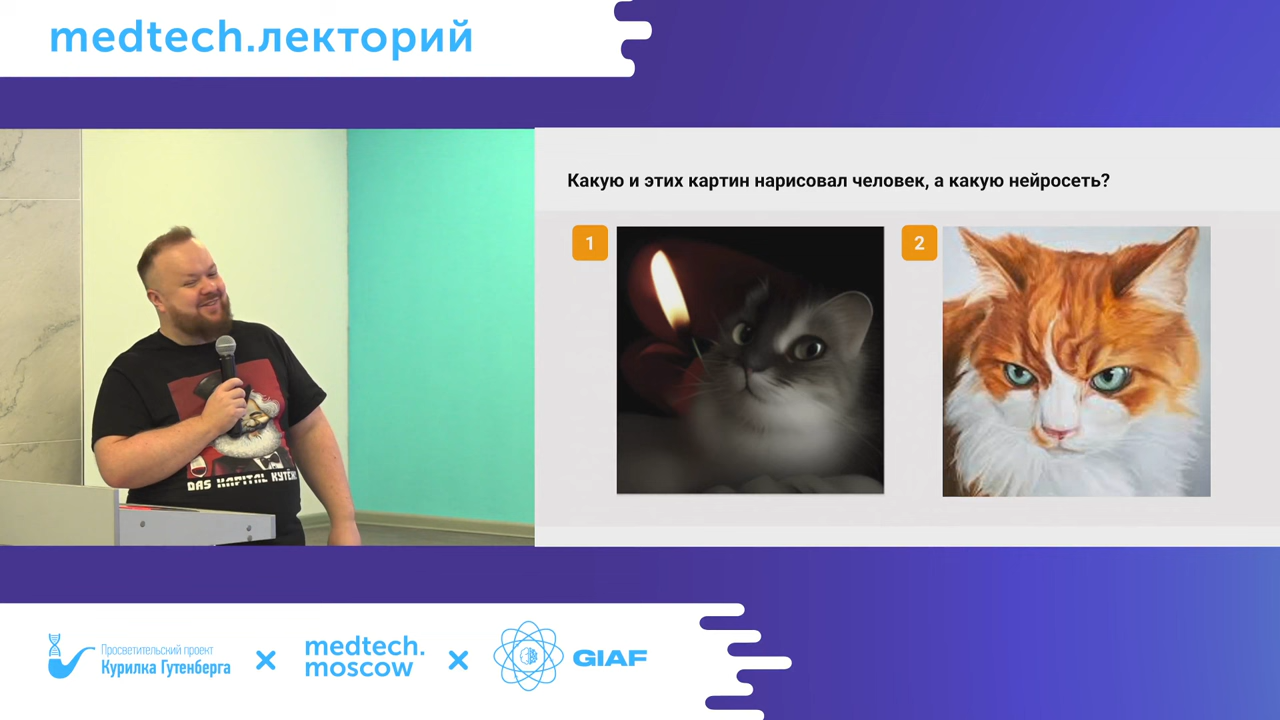 medtech.лекторий
Какую и этих картин нарисовал человек, а какую нейросеть?
1
2
DAS KAPITAL КУТЁЖ
Просветительский проект
Курилка Гутенберга
medtech.
moscow
GIAF